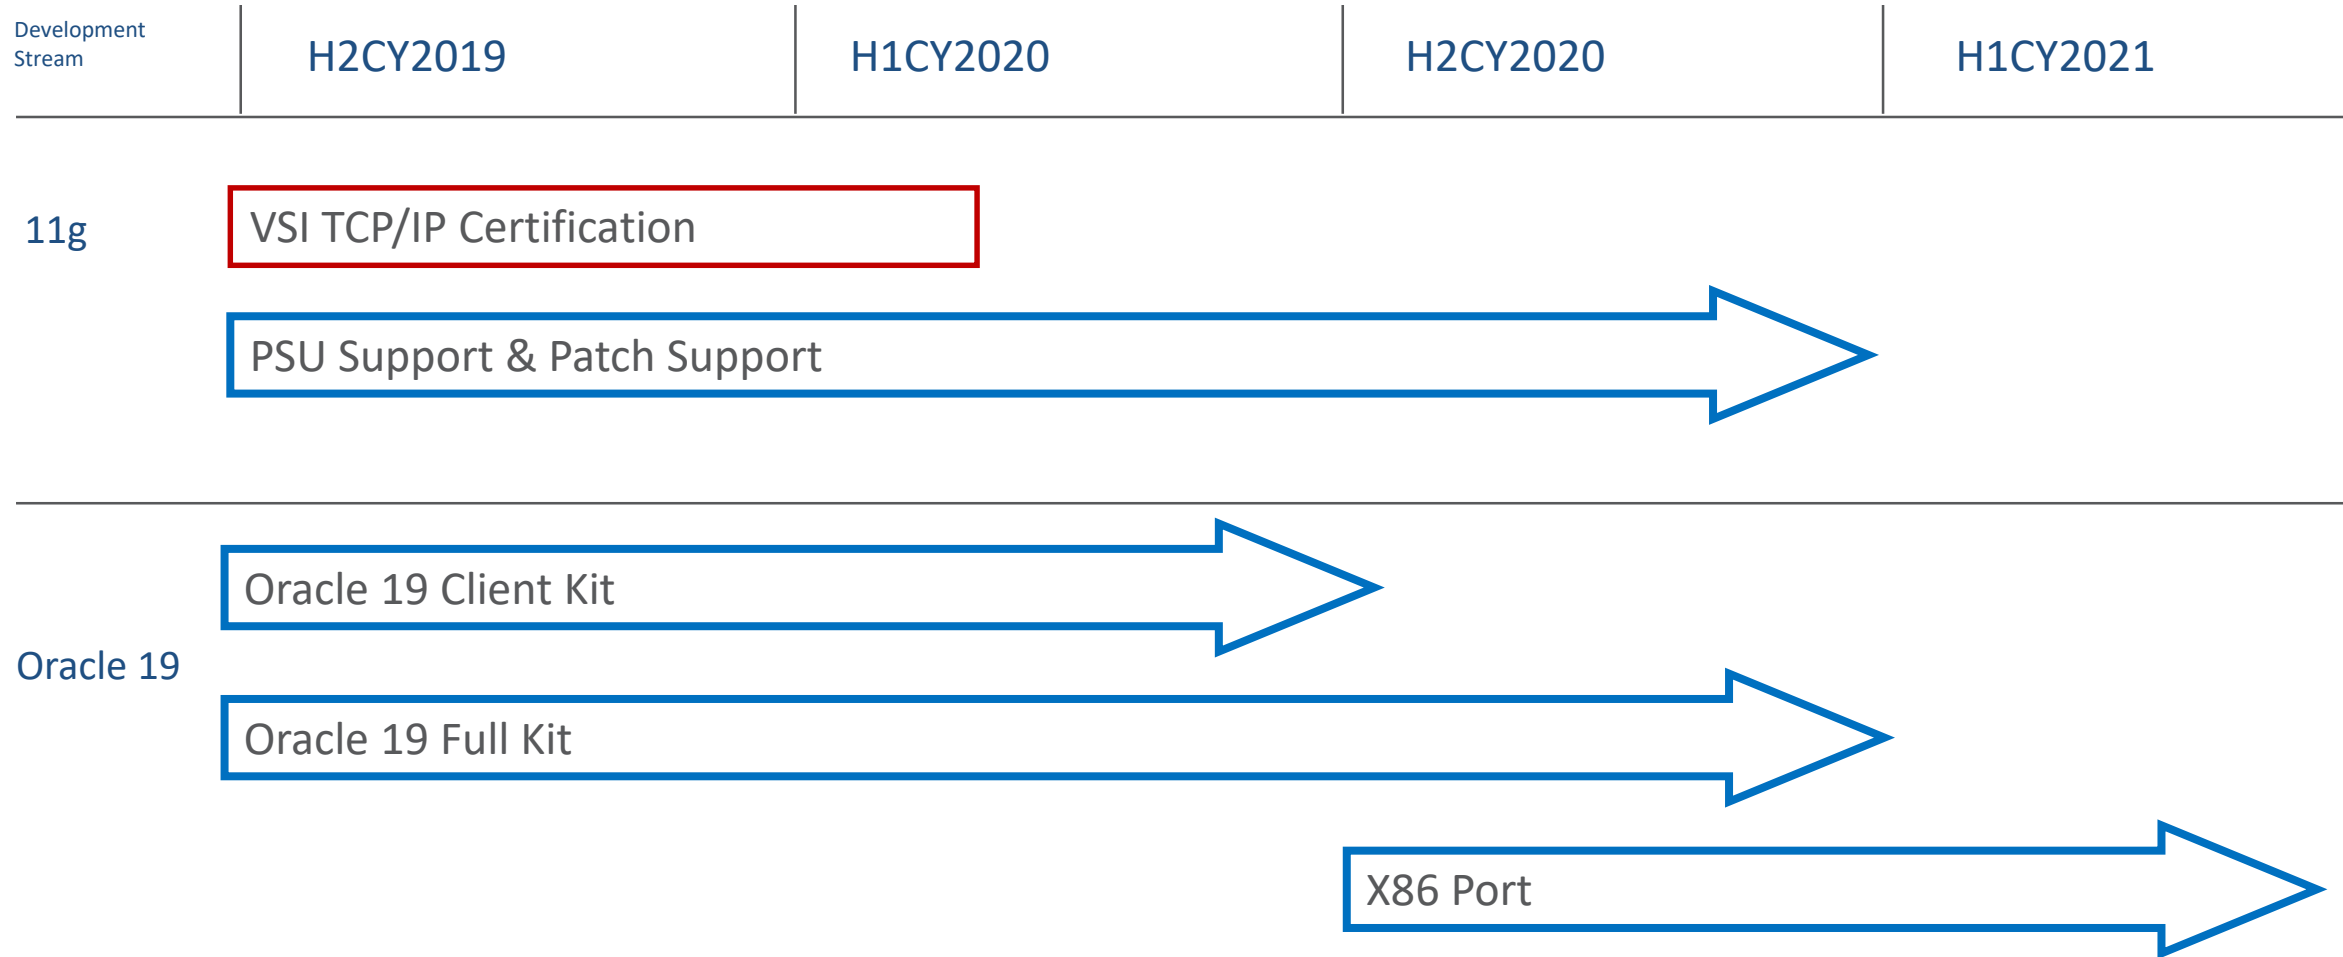 Development
Stream
H2CY2019
H1CY2020
H2CY2020
H1CY2021
11g
VSI TCP/IP Certification
PSU Support & Patch Support
Oracle 19
Oracle 19 Client Kit
Oracle 19 Full Kit
X86 Port